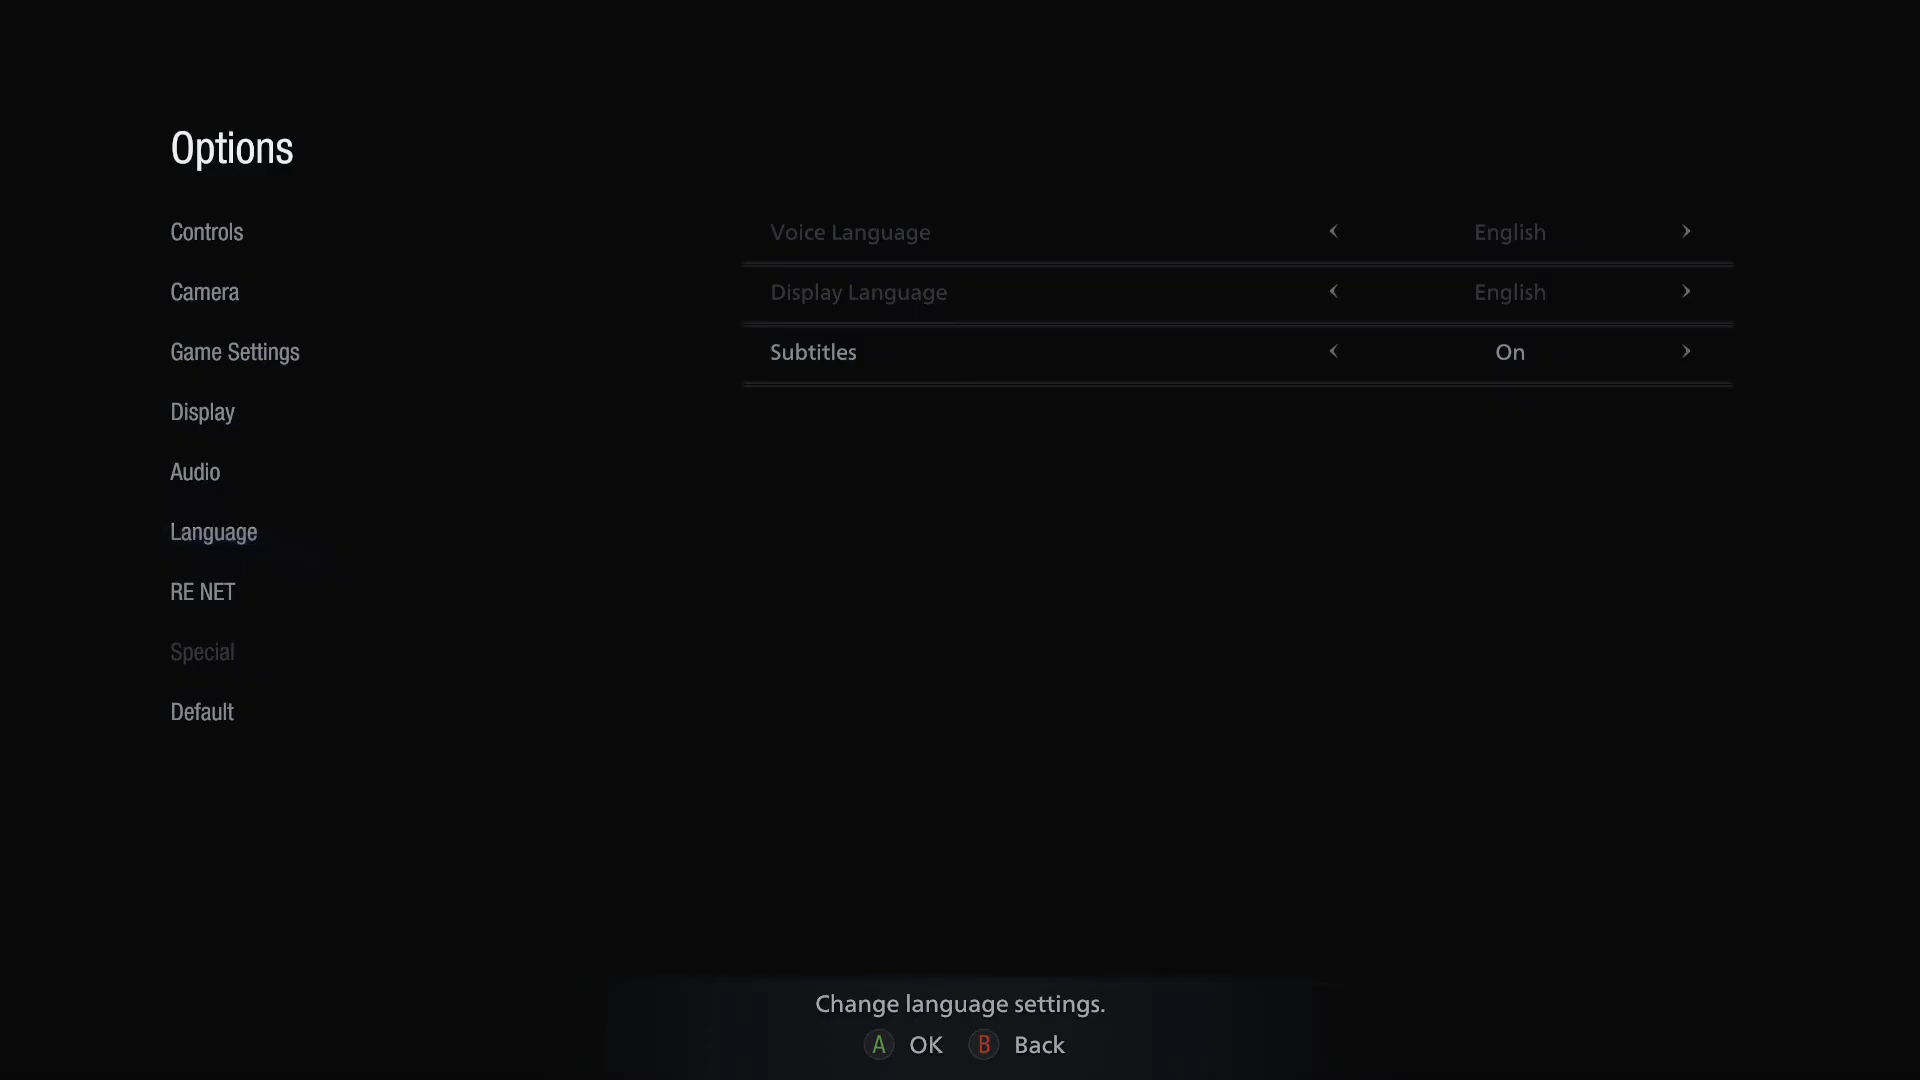 Options
Controls
Camera
Game Settings
Display
Audio
Language
RE NET
Special
Default
Voice Language < English >
Display Language < English >
Subtitles < On >
Change language settings.
A OK B Back